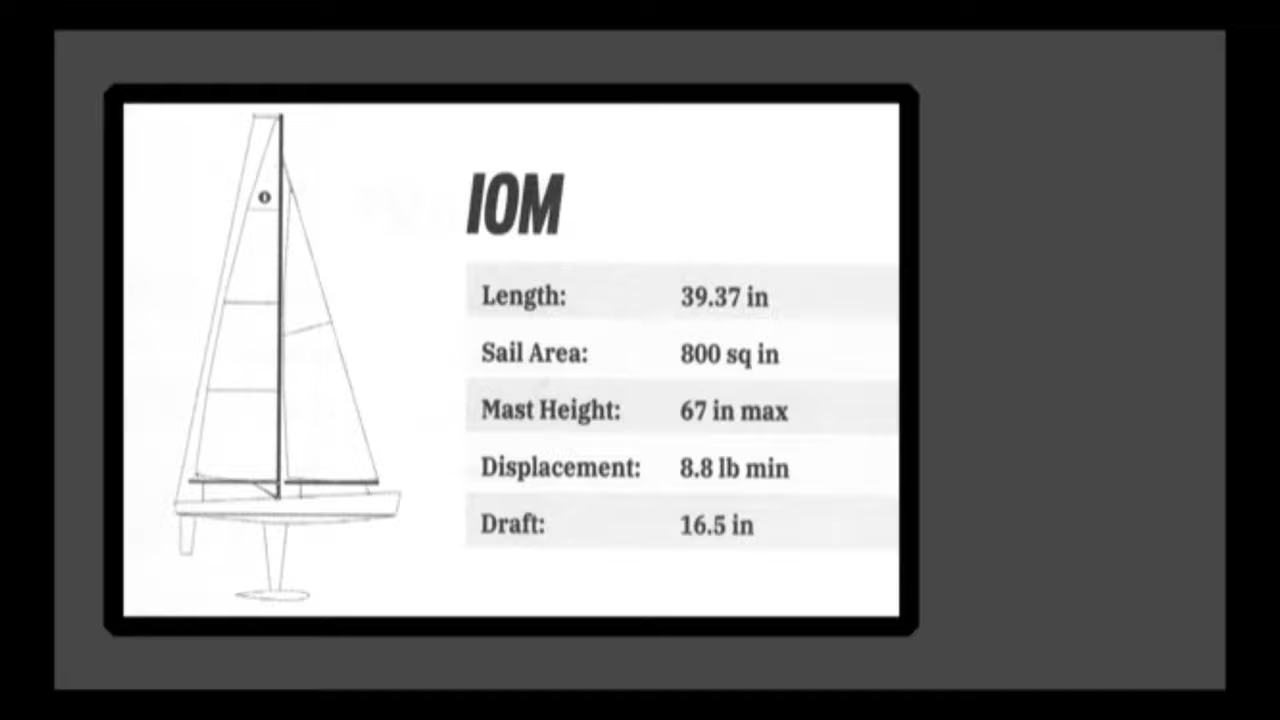 IOM
Length: 39.37 in
Sail Area: 800 sq in
Mast Height: 67 in max
Displacement: 8.8 lb min
Draft: 16.5 in